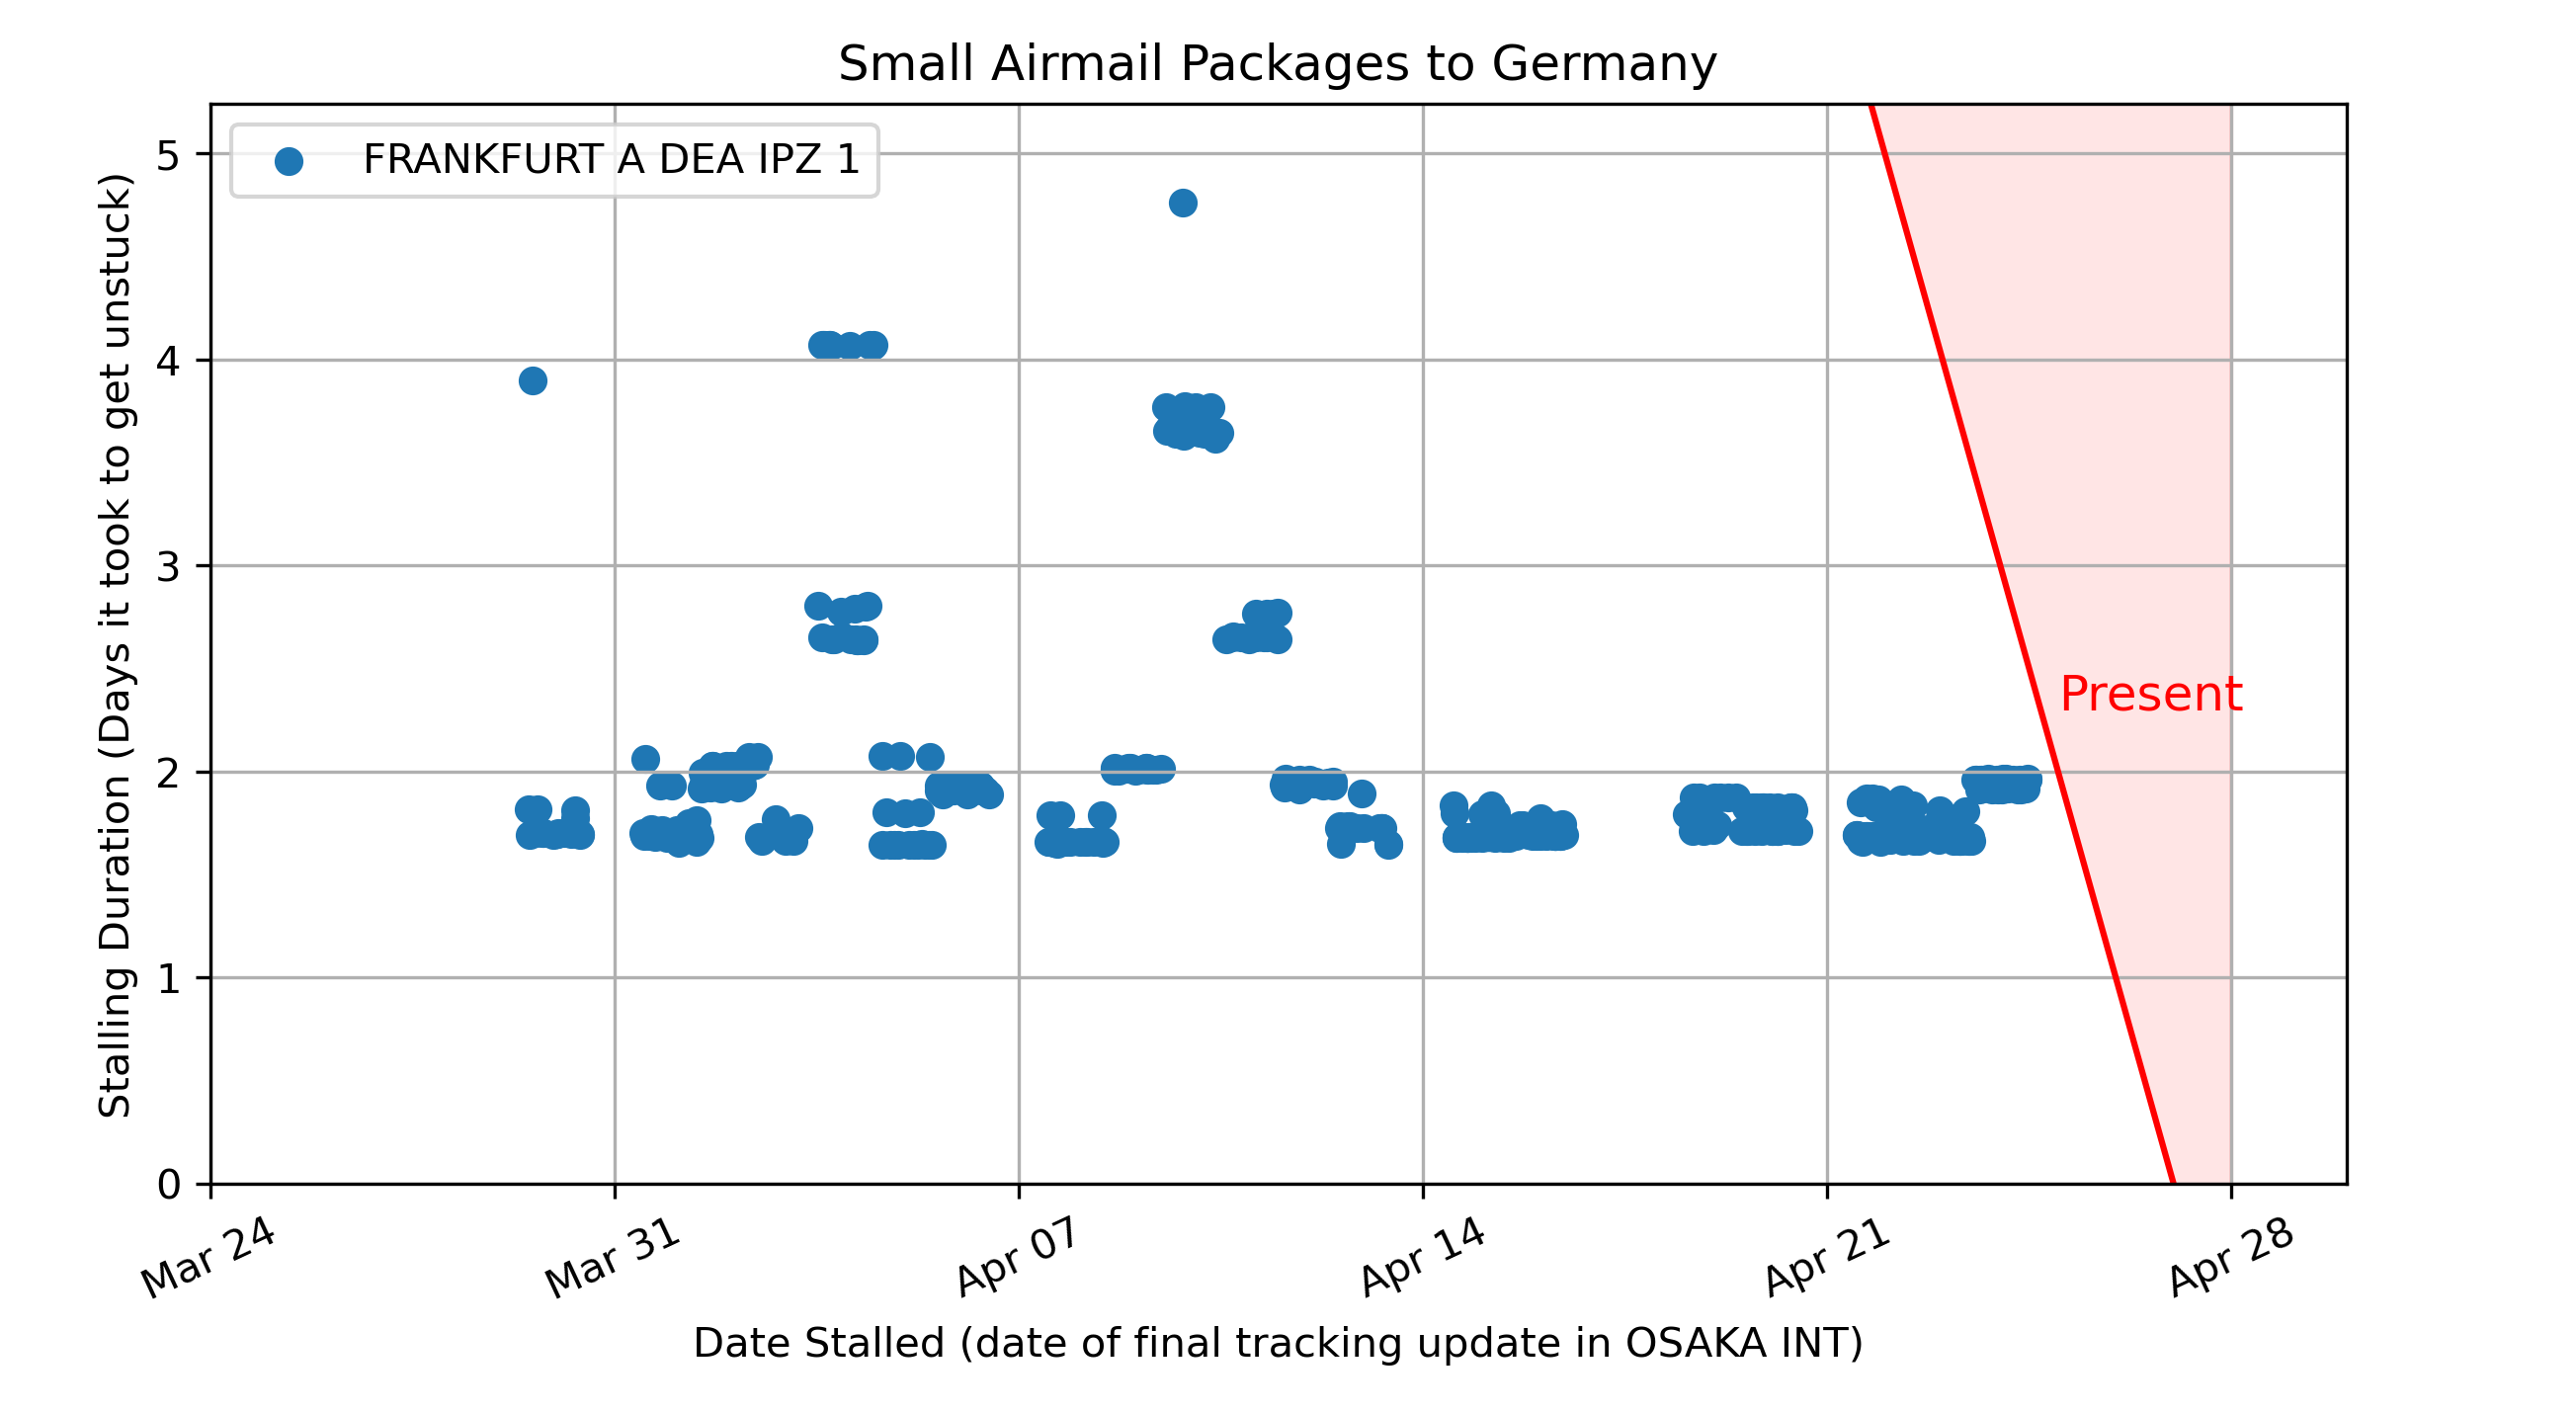 Small Airmail Packages to Germany
FRANKFURT A DEA IPZ 1
Stalling Duration (Days it took to get unstuck)
5
4
3
2
1
0
Present
Mar 24
Mar 31
Apr 07
Apr 14
Apr 21
Apr 28
Date Stalled (date of final tracking update in OSAKA INT)